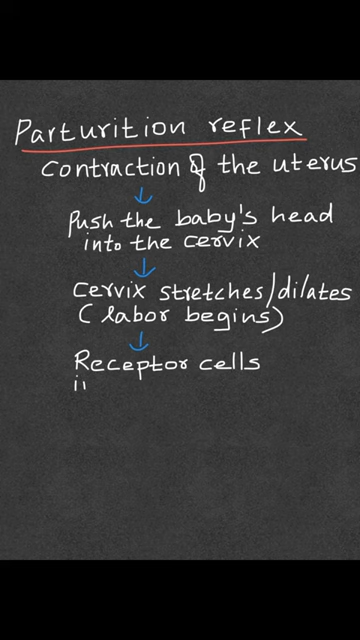 Parturition reflex
Contraction of the uterus
Push the baby's head
into the cervix
Cervix stretches/dilates
(labor begins)
Receptor cells